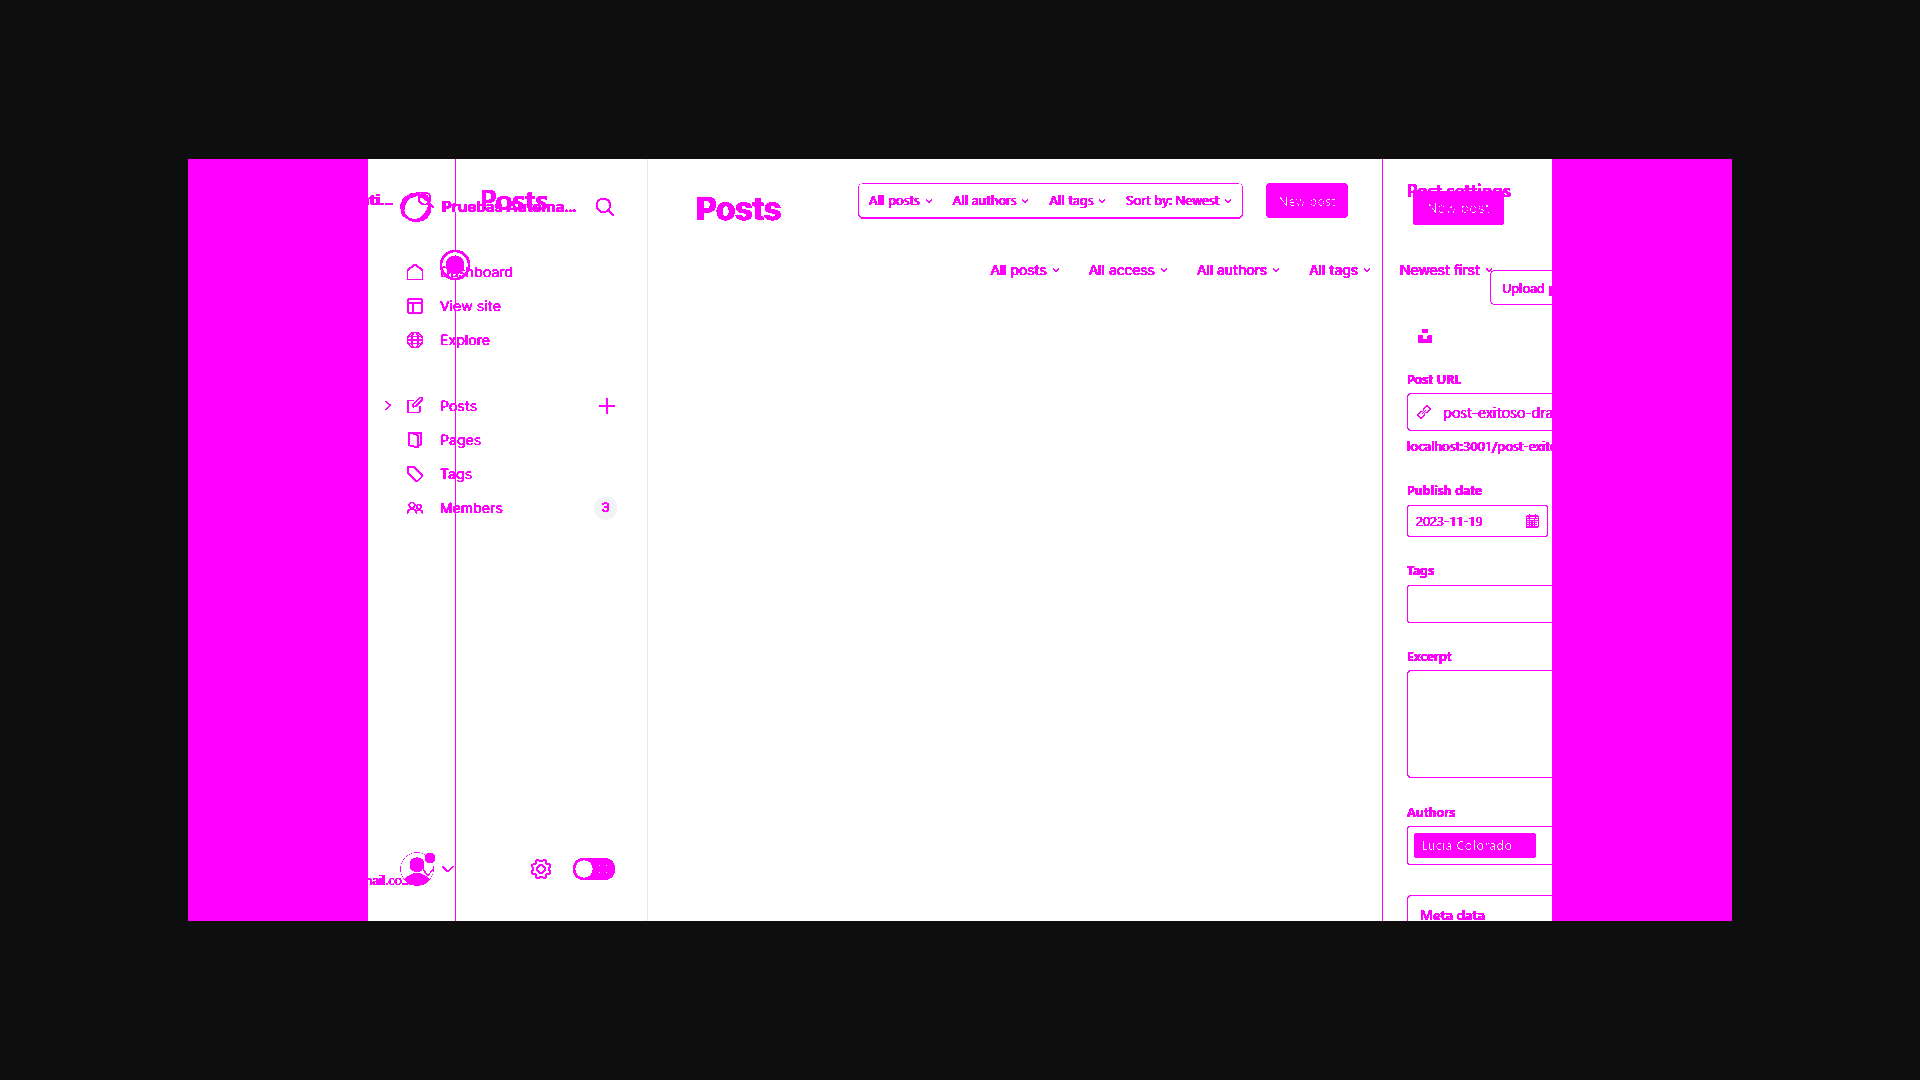 ti...
Pruebas Automa...
Posts
Posts
All posts
All authors
All tags
Sort by: Newest
New post
Post settings
New post
Dashboard
All posts
All access
All authors
All tags
Newest first
Upload
View site
Explore
Post URL
Posts
post-exitoso-dra
Pages
localhost:3001/post-exito
Tags
Publish date
Members
3
2023-11-19
Tags
Excerpt
Authors
Lucia Colorado
nail.co
Meta data